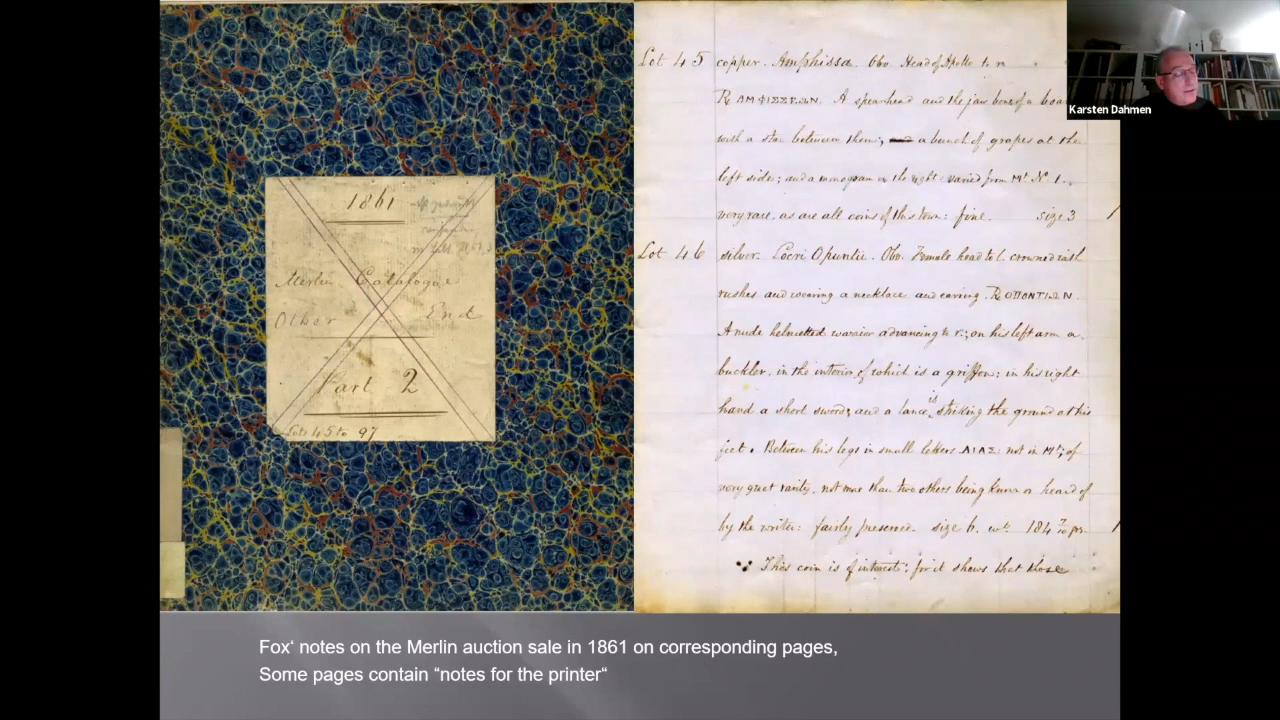 1861
Merlin Catalogue
Other End
Part 2
Lots 45 to 97
Lot 45 copper. Amphissa. Obv. Head of Apollo to r
A spearhead and the jaw bone of a boar
with a star between them; a bunch of grapes at the
left side; and a monogram on the right: varied from Mt. No. 1.
very rare, as are all coins of this town: fine. size 3
Lot 46 silver. Locri Opuntii. Obv. Female head to l. crowned with
rushes and wearing a necklace and earring. R ΟΠΟΝΤΙΩΝ.
A nude helmetted warrior advancing to r.; on his left arm a
buckler, in the interior of which is a griffon; in his right
hand a short sword; and a lance is striking the ground at his
feet. Between his legs in small letters ΑΙΑΣ: not in Mt; of
very great rarity, not more than two others being known or heard of
by the writer: fairly preserved. size 6. wt. 184 7/10 grs.
This coin is of interest; for it shows that those
Karsten Dahmen
Fox‘ notes on the Merlin auction sale in 1861 on corresponding pages,
Some pages contain “notes for the printer“